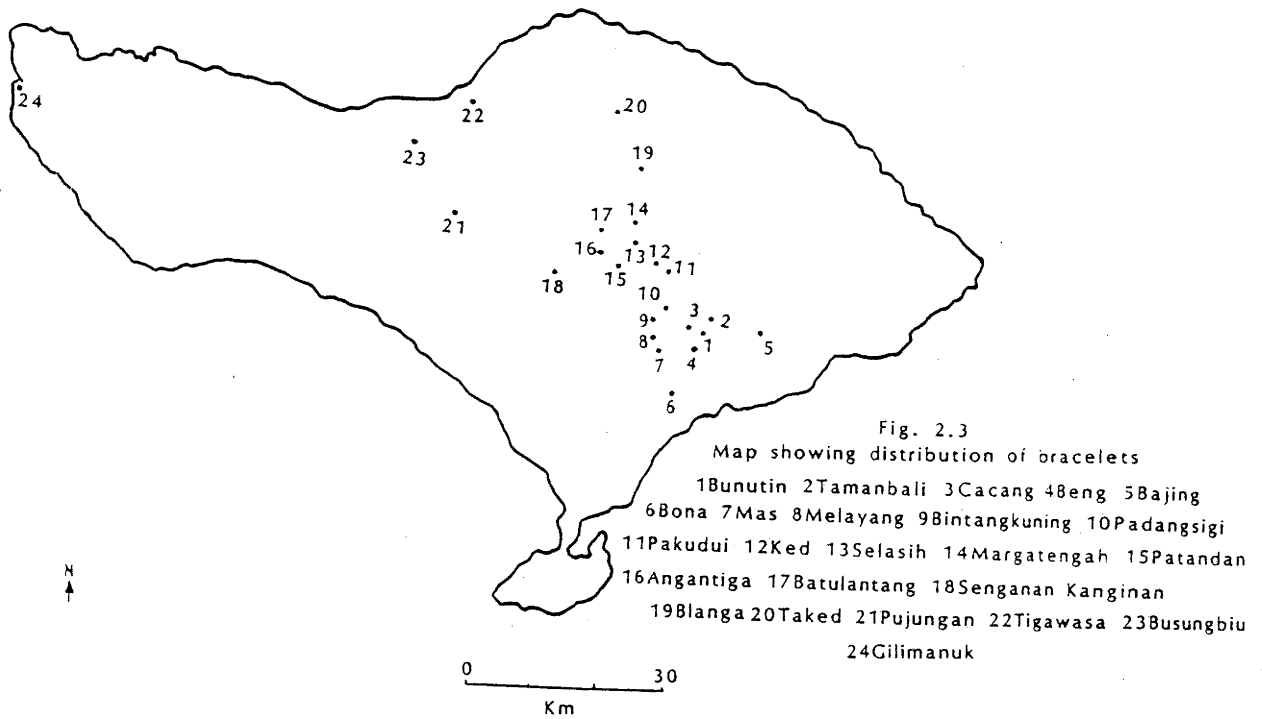 20
22
24
19
23
14
17
21
16
13 12
11
15
18
10
3 2
9
8
1
5
7
4
6
Fig. 2.3
Map showing distribution of bracelets
1Bunutin 2Tamanbali 3Cacang 4Beng 5Bajing
6Bona 7Mas 8Melayang 9Bintangkuning 10Padangsigi
11Pakudui 12Ked 13Selasih 14Margatengah 15Patandan
16Angantiga 17Batulantang 18Senganan Kanginan
19Blanga 20Taked 21Pujungan 22Tigawasa 23Busungbiu
24Gilimanuk
N
0 30
Km